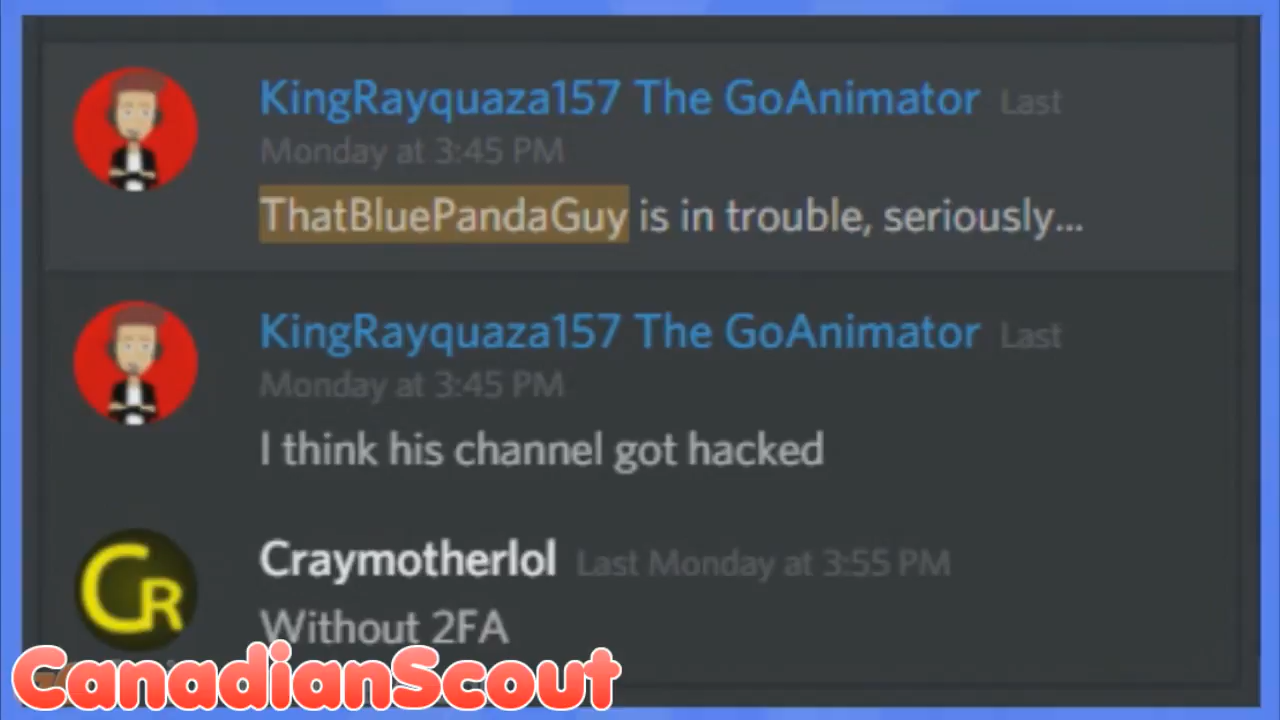 KingRayquaza157 The GoAnimator Last
Monday at 3:45 PM
ThatBluePandaGuy is in trouble, seriously...
KingRayquaza157 The GoAnimator Last
Monday at 3:45 PM
I think his channel got hacked
CR
Craymotherlol Last Monday at 3:55 PM
Without 2FA
CanadianScout